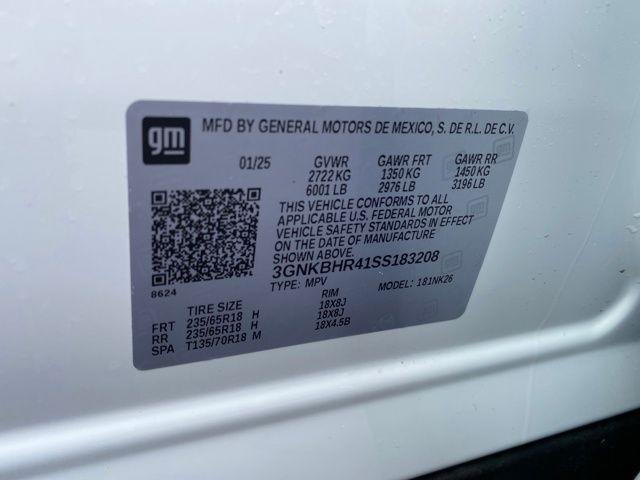 gm
MFD BY GENERAL MOTORS DE MEXICO, S. DE R.L. DE C.V.
01/25 GVWR GAWR FRT GAWR RR
2722 KG 1350 KG 1450 KG
6001 LB 2976 LB 3196 LB
THIS VEHICLE CONFORMS TO ALL
APPLICABLE U.S. FEDERAL MOTOR
VEHICLE SAFETY STANDARDS IN EFFECT
ON THE DATE OF MANUFACTURE
SHOWN ABOVE.
3GNKBHR41SS183208
8624
TYPE: MPV MODEL: 181NK26
TIRE SIZE RIM
FRT 235/65R18 H 18X8J
RR 235/65R18 H 18X8J
SPA T135/70R18 M 18X4.5B